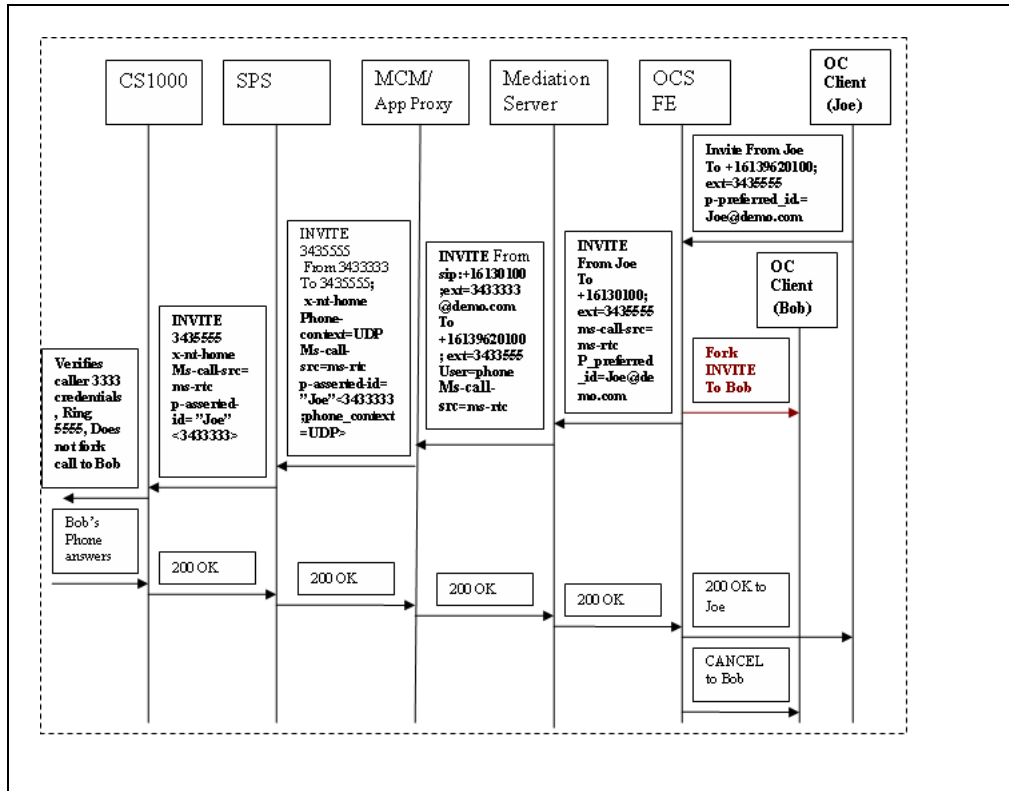 CS1000
SPS
MCM/
App Proxy
Mediation
Server
OCS
FE
OC
Client
(Joe)
Invite From Joe
To +16139620100;
ext=3435555
p-preferred_id.=
Joe@demo.com
INVITE
3435555
From 3433333
To 3435555;
x-nt-home
Phone-
context=UDP
Ms-call-
src=ms-rtc
p-asserted-id=
"Joe"<3433333
;phone_context
=UDP>
INVITE From
sip:+16130100
;ext=3433333
@demo.com
To
+16139620100
; ext=3433555
User=phone
Ms-call-
src=ms-rtc
INVITE
From Joe
To
+16130100;
ext=3435555
ms-call-src=
ms-rtc
P_preferred
_id=Joe@de
mo.com
OC
Client
(Bob)
INVITE
3435555
x-nt-home
Ms-call-src=
ms-rtc
p-asserted-
id= "Joe"
<3433333>
Verifies
caller 3333
credentials
, Ring
5555, Does
not fork
call to Bob
Fork
INVITE
To Bob
Bob's
Phone
answers
200 OK
200 OK
200 OK
200 OK
200 OK to
Joe
CANCEL
to Bob